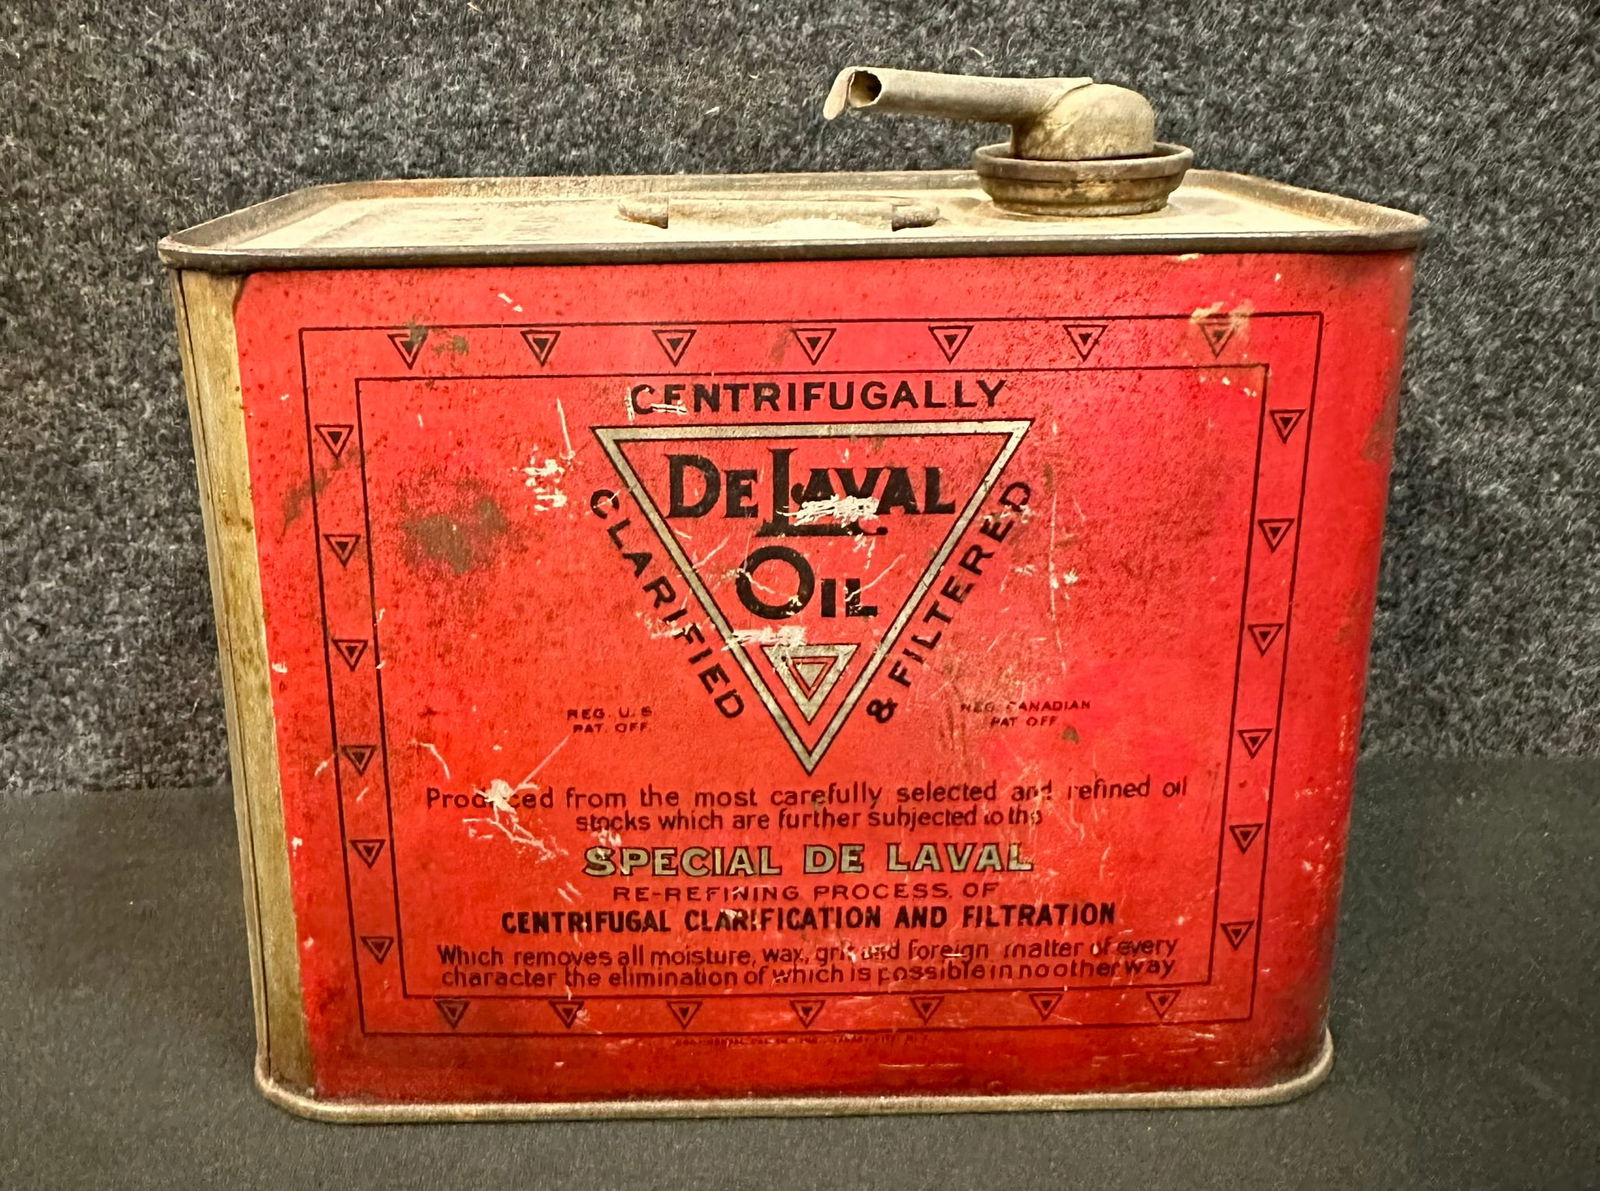 CENTRIFUGALLY
DE LAVAL
OIL
CLARIFIED
& FILTERED
REG. U.S.
PAT. OFF.
REG. CANADIAN
PAT OFF.
Produced from the most carefully selected and refined oil
stocks which are further subjected to the
SPECIAL DE LAVAL
RE-REFINING PROCESS OF
CENTRIFUGAL CLARIFICATION AND FILTRATION
Which removes all moisture, wax, grit and foreign matter of every
character the elimination of which is possible in no other way